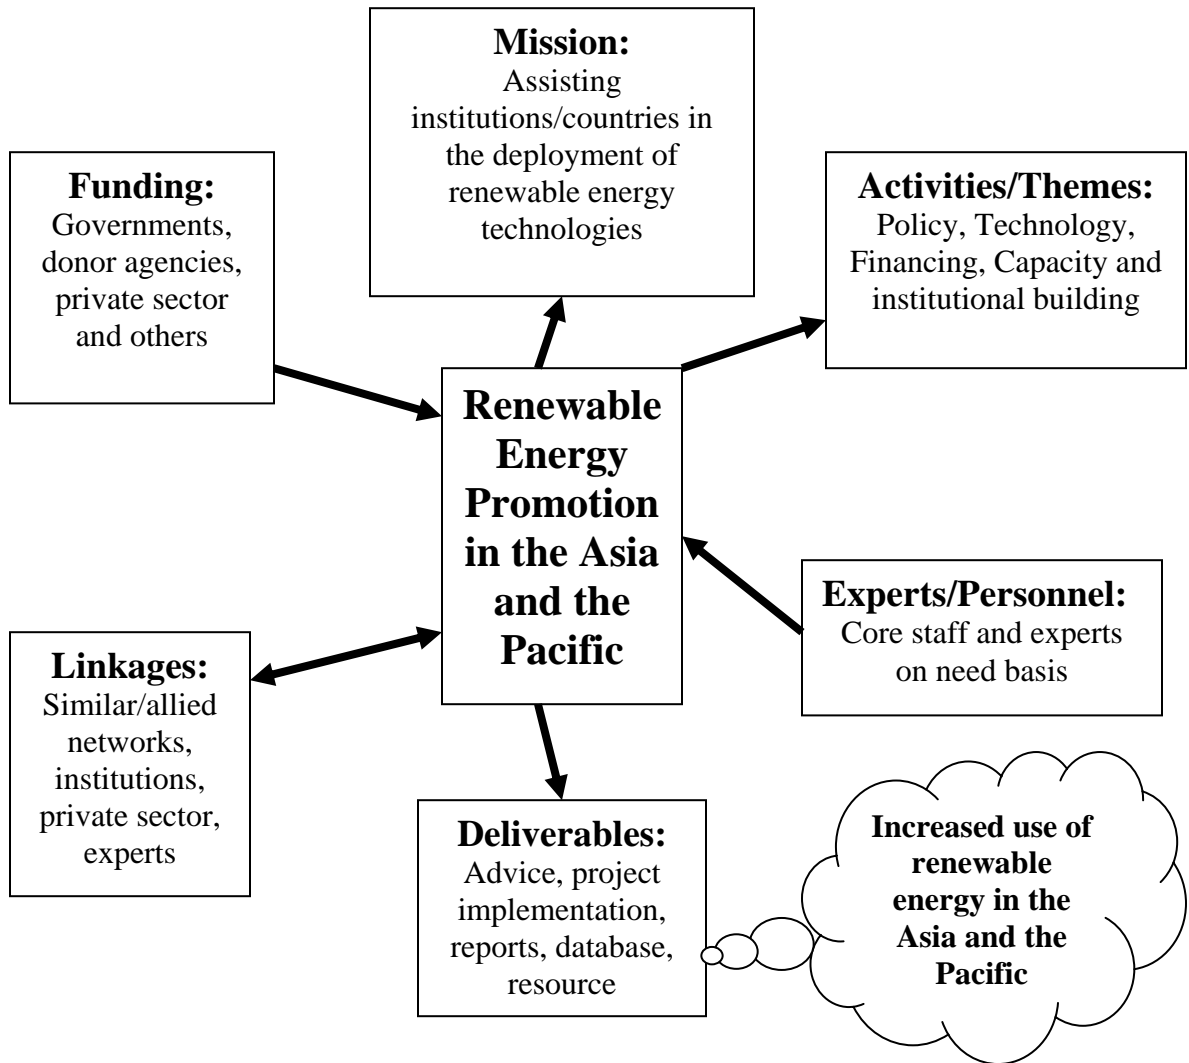 Mission:
Assisting
institutions/countries in
the deployment of
renewable energy
technologies
Funding:
Governments,
donor agencies,
private sector
and others
Activities/Themes:
Policy, Technology,
Financing, Capacity and
institutional building
Renewable
Energy
Promotion
in the Asia
and the
Pacific
Experts/Personnel:
Core staff and experts
on need basis
Linkages:
Similar/allied
networks,
institutions,
private sector,
experts
Deliverables:
Advice, project
implementation,
reports, database,
resource
Increased use of
renewable
energy in the
Asia and the
Pacific